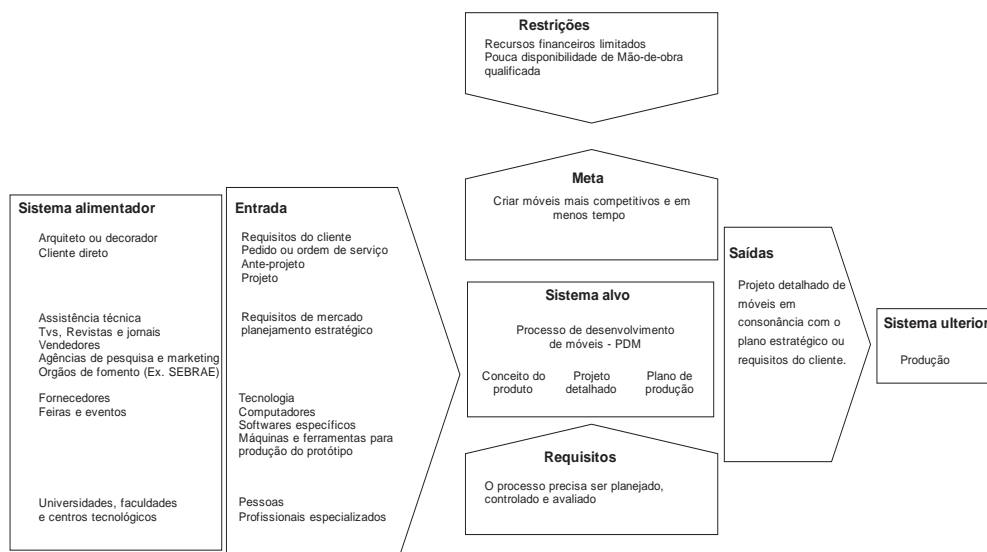 Restrições
Recursos financeiros limitados
Pouca disponibilidade de Mão-de-obra
qualificada
Meta
Criar móveis mais competitivos e em
menos tempo
Sistema alimentador
Arquiteto ou decorador
Cliente direto
Assistência técnica
Tvs, Revistas e jornais
Vendedores
Agências de pesquisa e marketing
Orgãos de fomento (Ex. SEBRAE)
Fornecedores
Feiras e eventos
Universidades, faculdades
e centros tecnológicos
Entrada
Requisitos do cliente
Pedido ou ordem de serviço
Ante-projeto
Projeto
Requisitos de mercado
planejamento estratégico
Tecnologia
Computadores
Softwares específicos
Máquinas e ferramentas para
produção do protótipo
Pessoas
Profissionais especializados
Sistema alvo
Processo de desenvolvimento
de móveis - PDM
Conceito do
produto
Projeto
detalhado
Plano de
produção
Requisitos
O processo precisa ser planejado,
controlado e avaliado
Saídas
Projeto detalhado de
móveis em
consonância com o
plano estratégico ou
requisitos do cliente.
Sistema ulterior
Produção